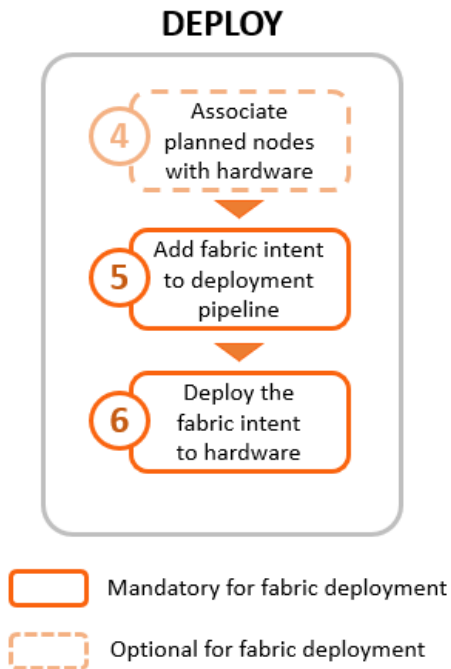 DEPLOY
4
Associate
planned nodes
with hardware
5
Add fabric intent
to deployment
pipeline
6
Deploy the
fabric intent
to hardware
Mandatory for fabric deployment
Optional for fabric deployment